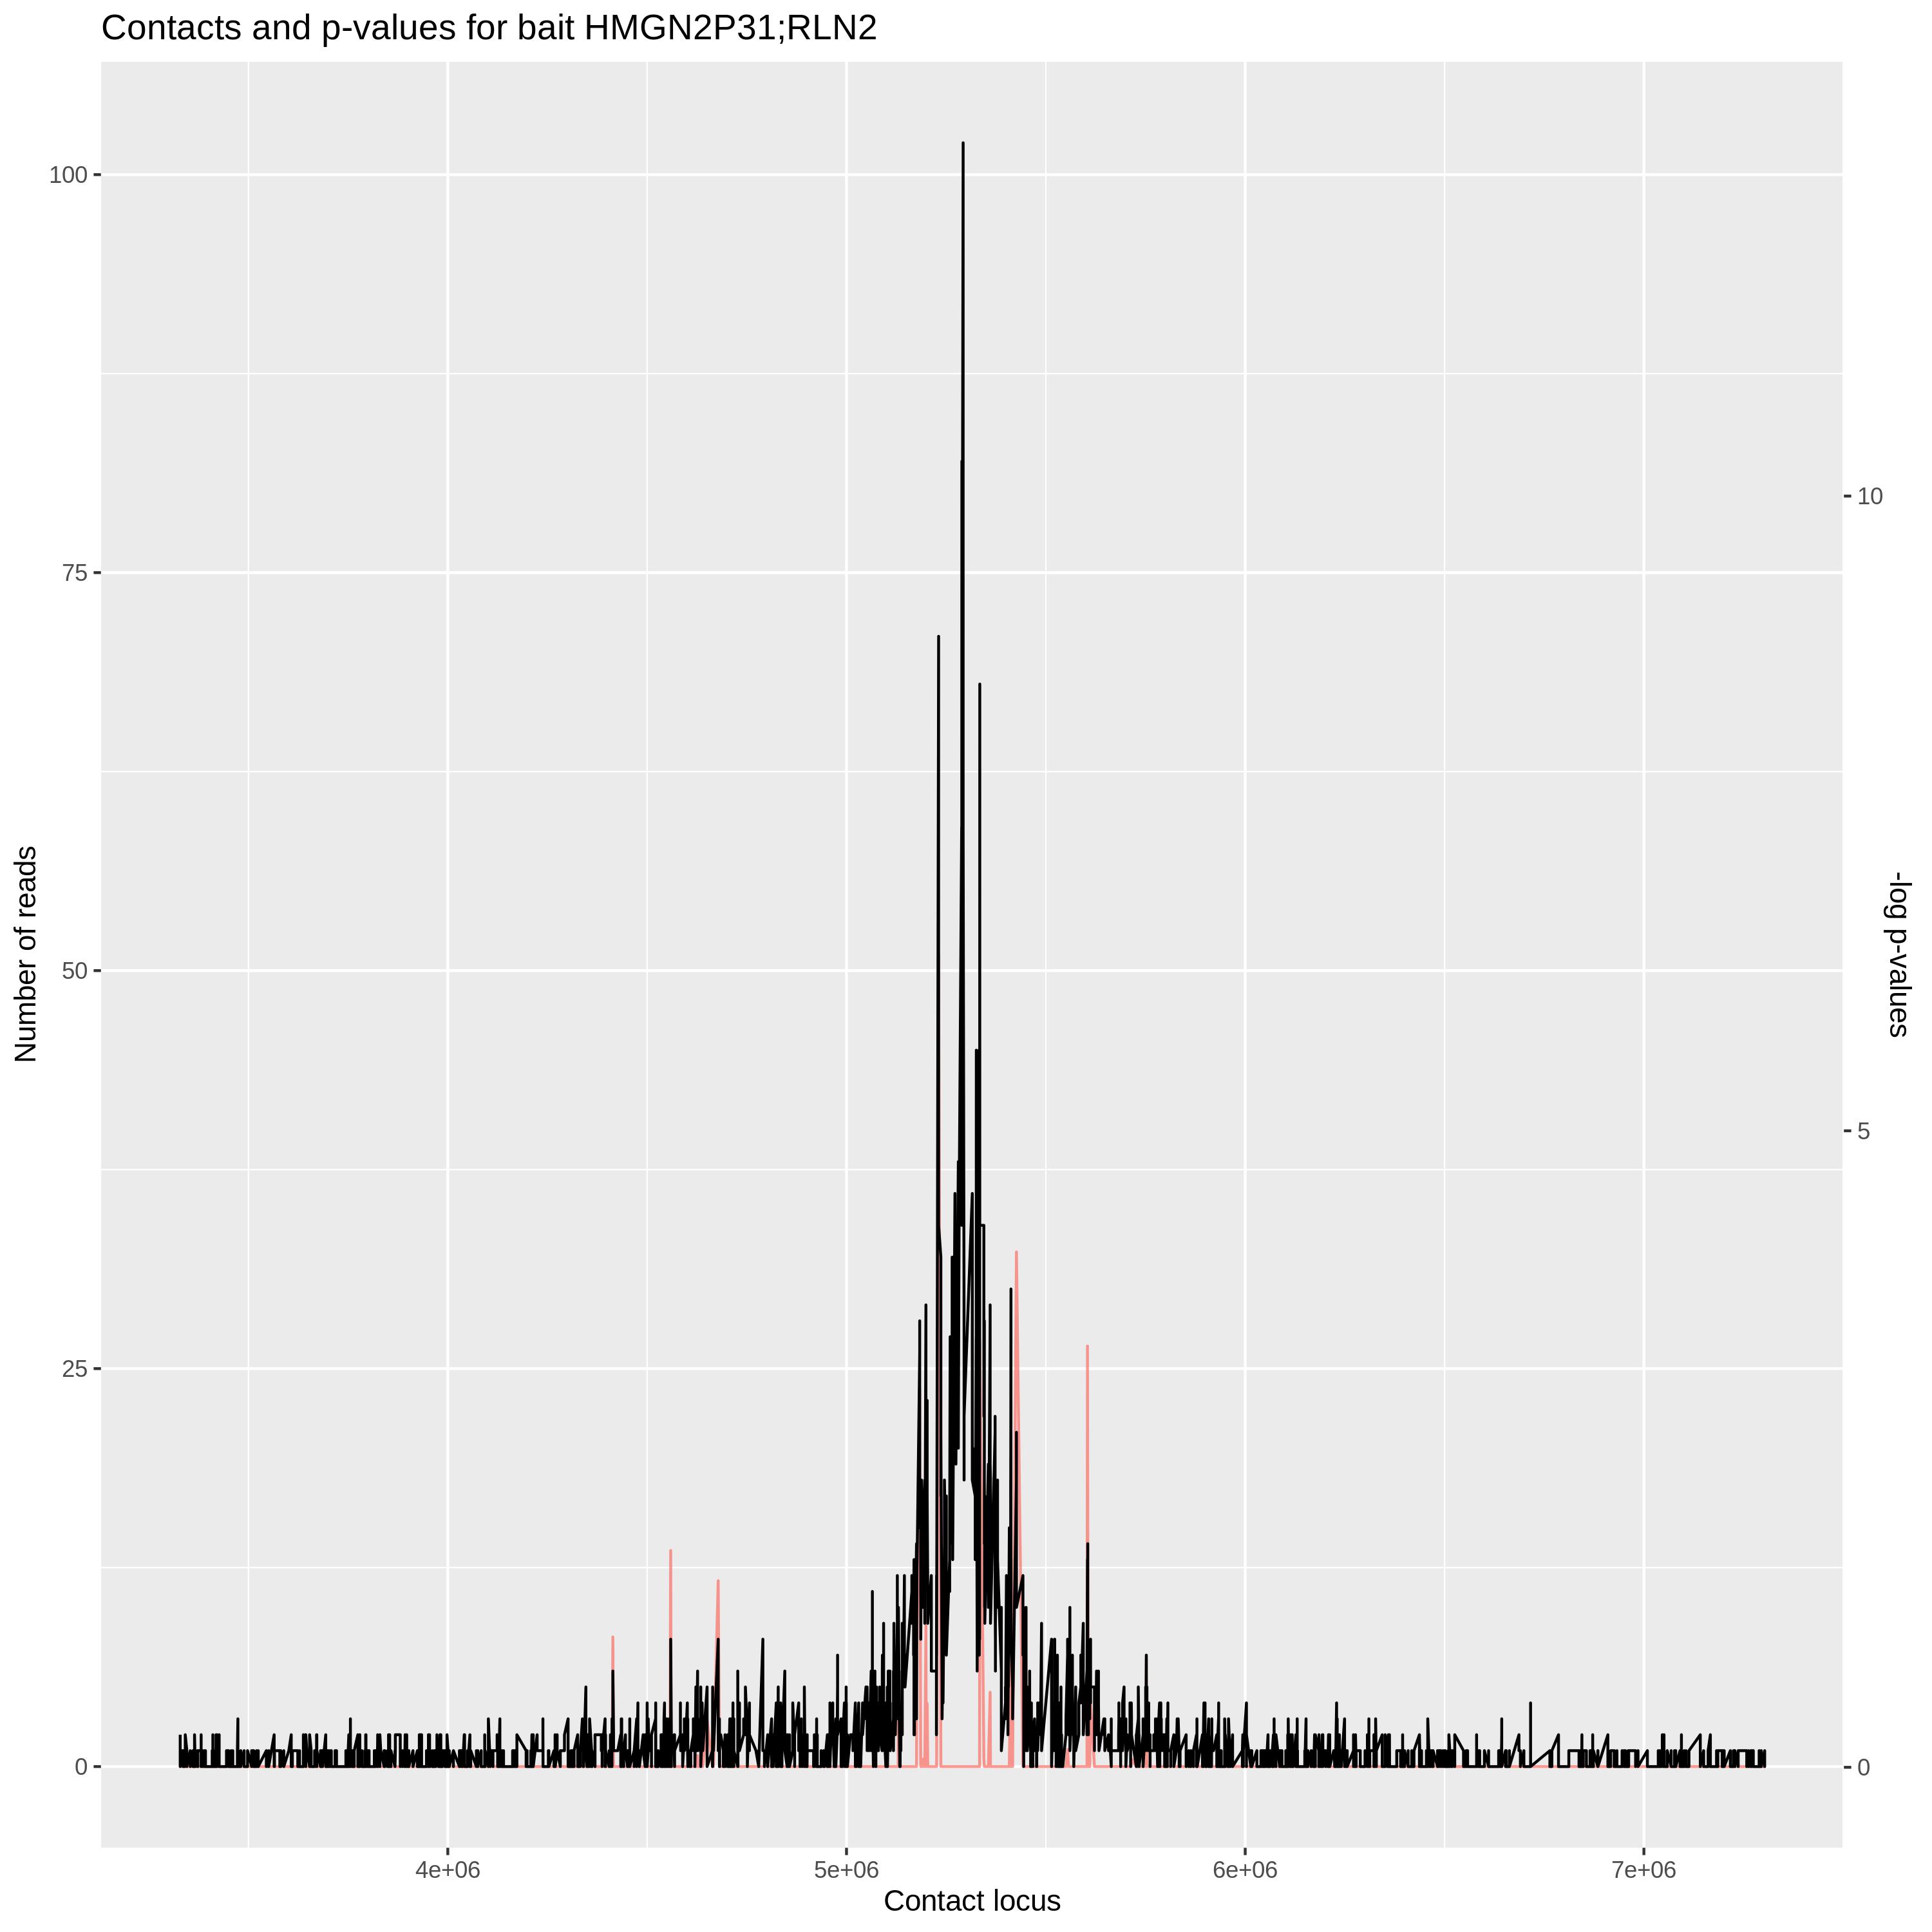 Contacts and p-values for bait HMGN2P31;RLN2
100
75
50
25
0
Number of reads
10
5
0
-log p-values
4e+06
5e+06
6e+06
7e+06
Contact locus